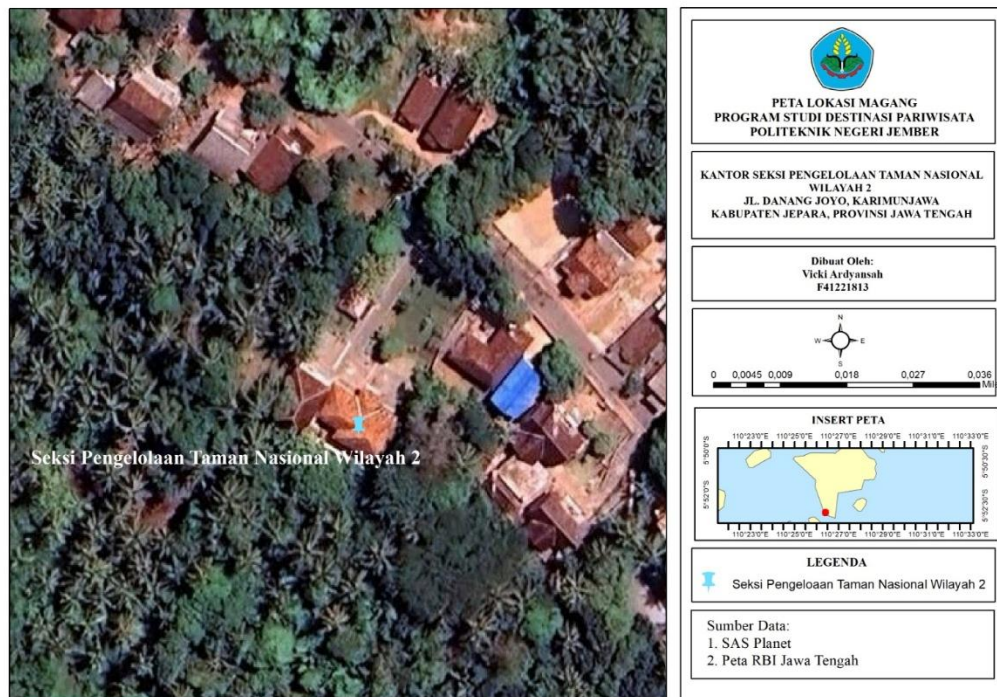 Seksi Pengelolaan Taman Nasional Wilayah 2
PETA LOKASI MAGANG
PROGRAM STUDI DESTINASI PARIWISATA
POLITEKNIK NEGERI JEMBER
KANTOR SEKSI PENGELOLAAN TAMAN NASIONAL
WILAYAH 2
JL. DANANG JOYO, KARIMUNJAWA
KABUPATEN JEPARA, PROVINSI JAWA TENGAH
Dibuat Oleh:
Vicki Ardyansah
F41221813
N
W E
S
0 0,0045 0,009 0,018 0,027 0,036
INSERT PETA
110°23'0"E 110°25'0"E 110°27'0"E 110°29'0"E 110°31'0"E 110°33'0"E
5°50'0"S 5°50'30"S
5°52'0"S 5°52'30"S
110°23'0"E 110°25'0"E 110°27'0"E 110°29'0"E 110°31'0"E 110°33'0"E
LEGENDA
Seksi Pengeloaan Taman Nasional Wilayah 2
Sumber Data:
1. SAS Planet
2. Peta RBI Jawa Tengah